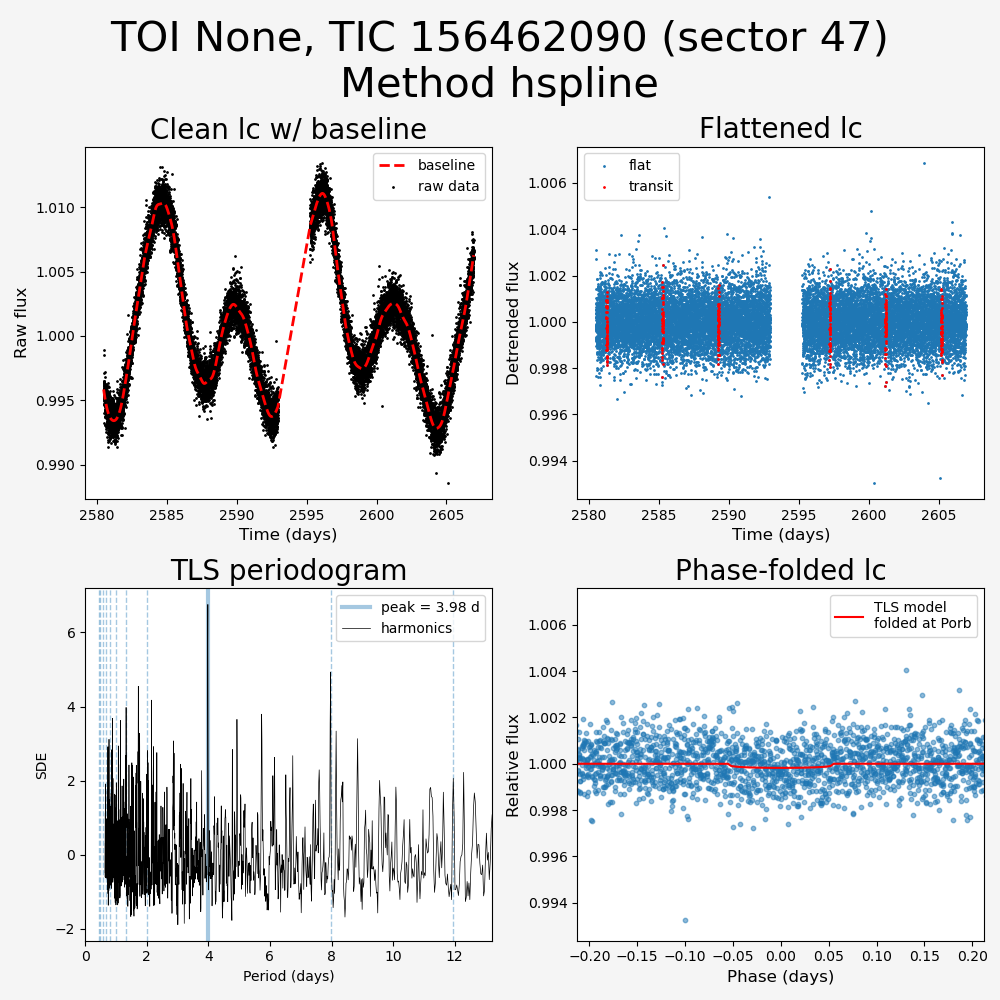 TOI None, TIC 156462090 (sector 47)
Method hspline
Clean lc w/ baseline
baseline
raw data
1.010
1.005
1.000
0.995
0.990
Raw flux
2580 2585 2590 2595 2600 2605
Time (days)
Flattened lc
flat
transit
1.006
1.004
1.002
1.000
0.998
0.996
0.994
Detrended flux
2580 2585 2590 2595 2600 2605
Time (days)
TLS periodogram
peak = 3.98 d
harmonics
6
4
2
0
−2
SDE
0 2 4 6 8 10 12
Period (days)
Phase-folded lc
TLS model
folded at Porb
1.006
1.004
1.002
1.000
0.998
0.996
0.994
Relative flux
−0.20 −0.15 −0.10 −0.05 0.00 0.05 0.10 0.15 0.20
Phase (days)